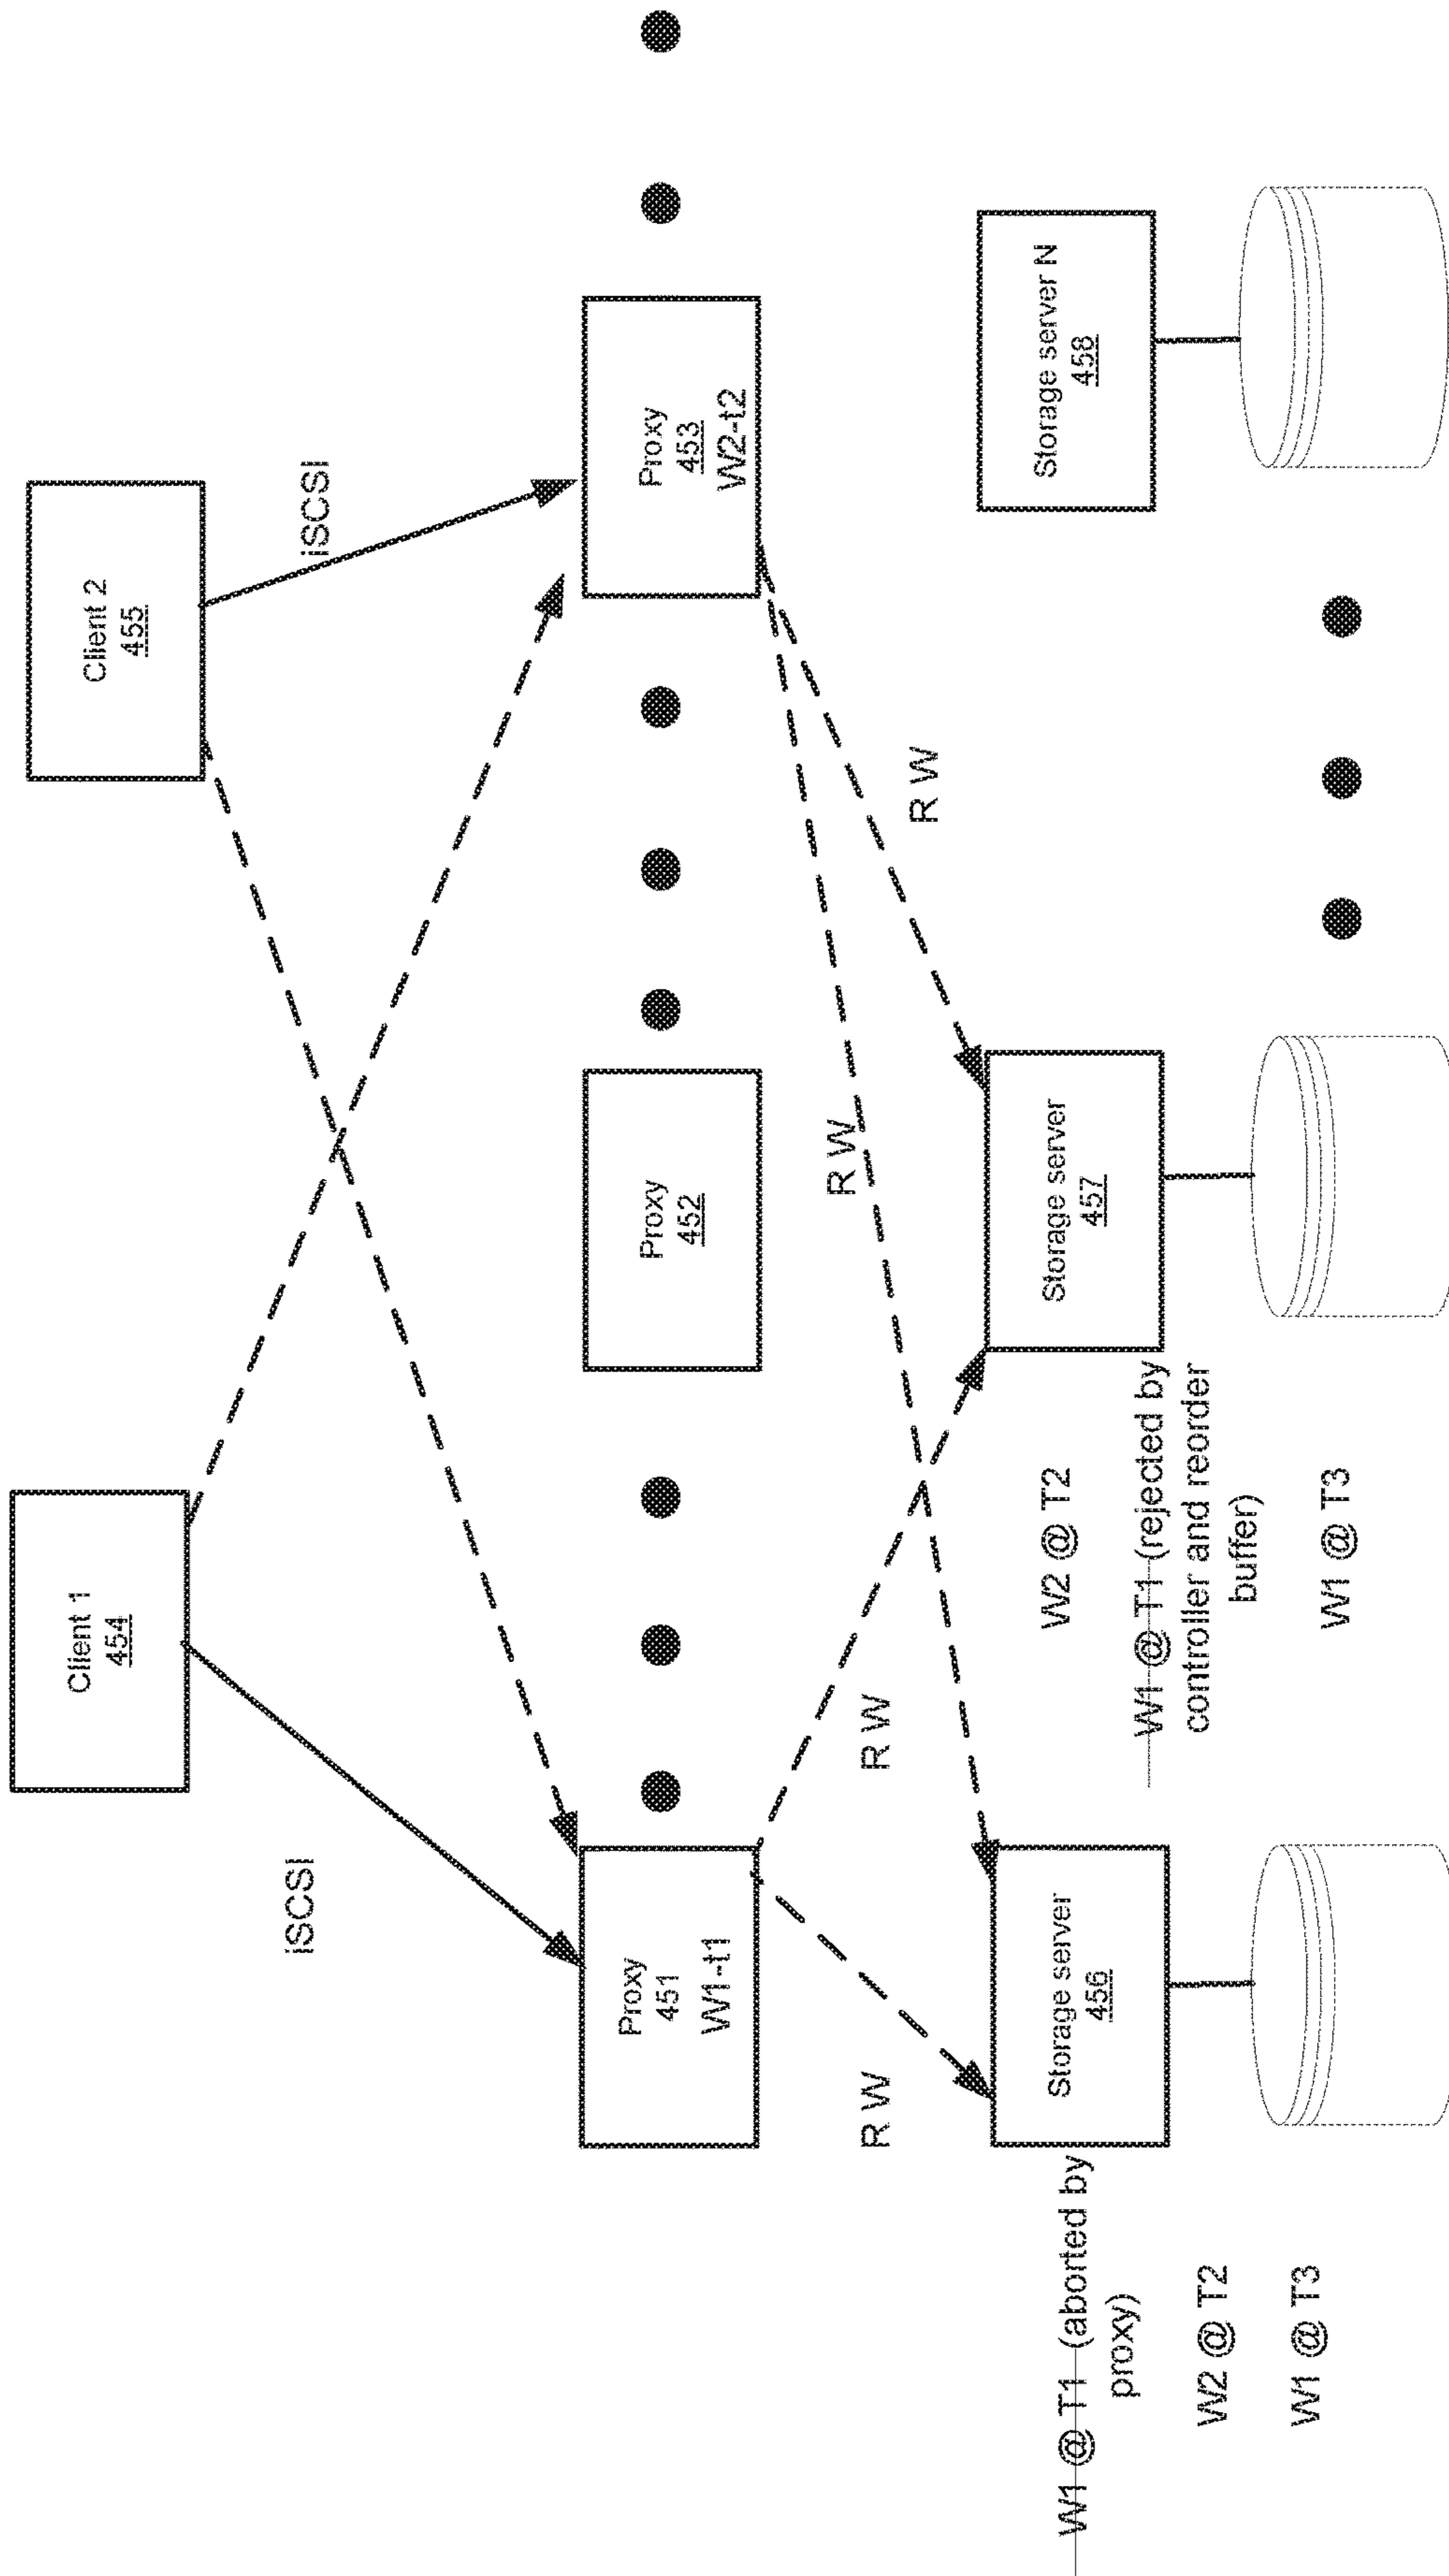 Client 1
454
Client 2
455
iSCSI
iSCSI
Proxy
451
W1-t1
Proxy
452
Proxy
453
W2-t2
R W
R W
R W
R W
Storage server
456
Storage server
457
Storage server N
458
W1 @ T1 (aborted by
proxy)
W2 @ T2
W1 @ T3
W2 @ T2
W1 @ T1 (rejected by
controller and reorder
buffer)
W1 @ T3